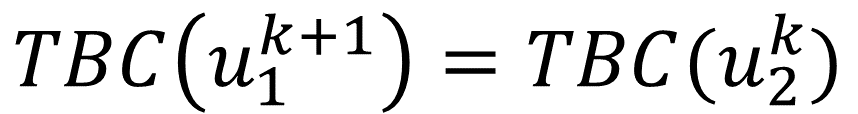 TBC(u_1^{k+1}) = TBC(u_2^k)